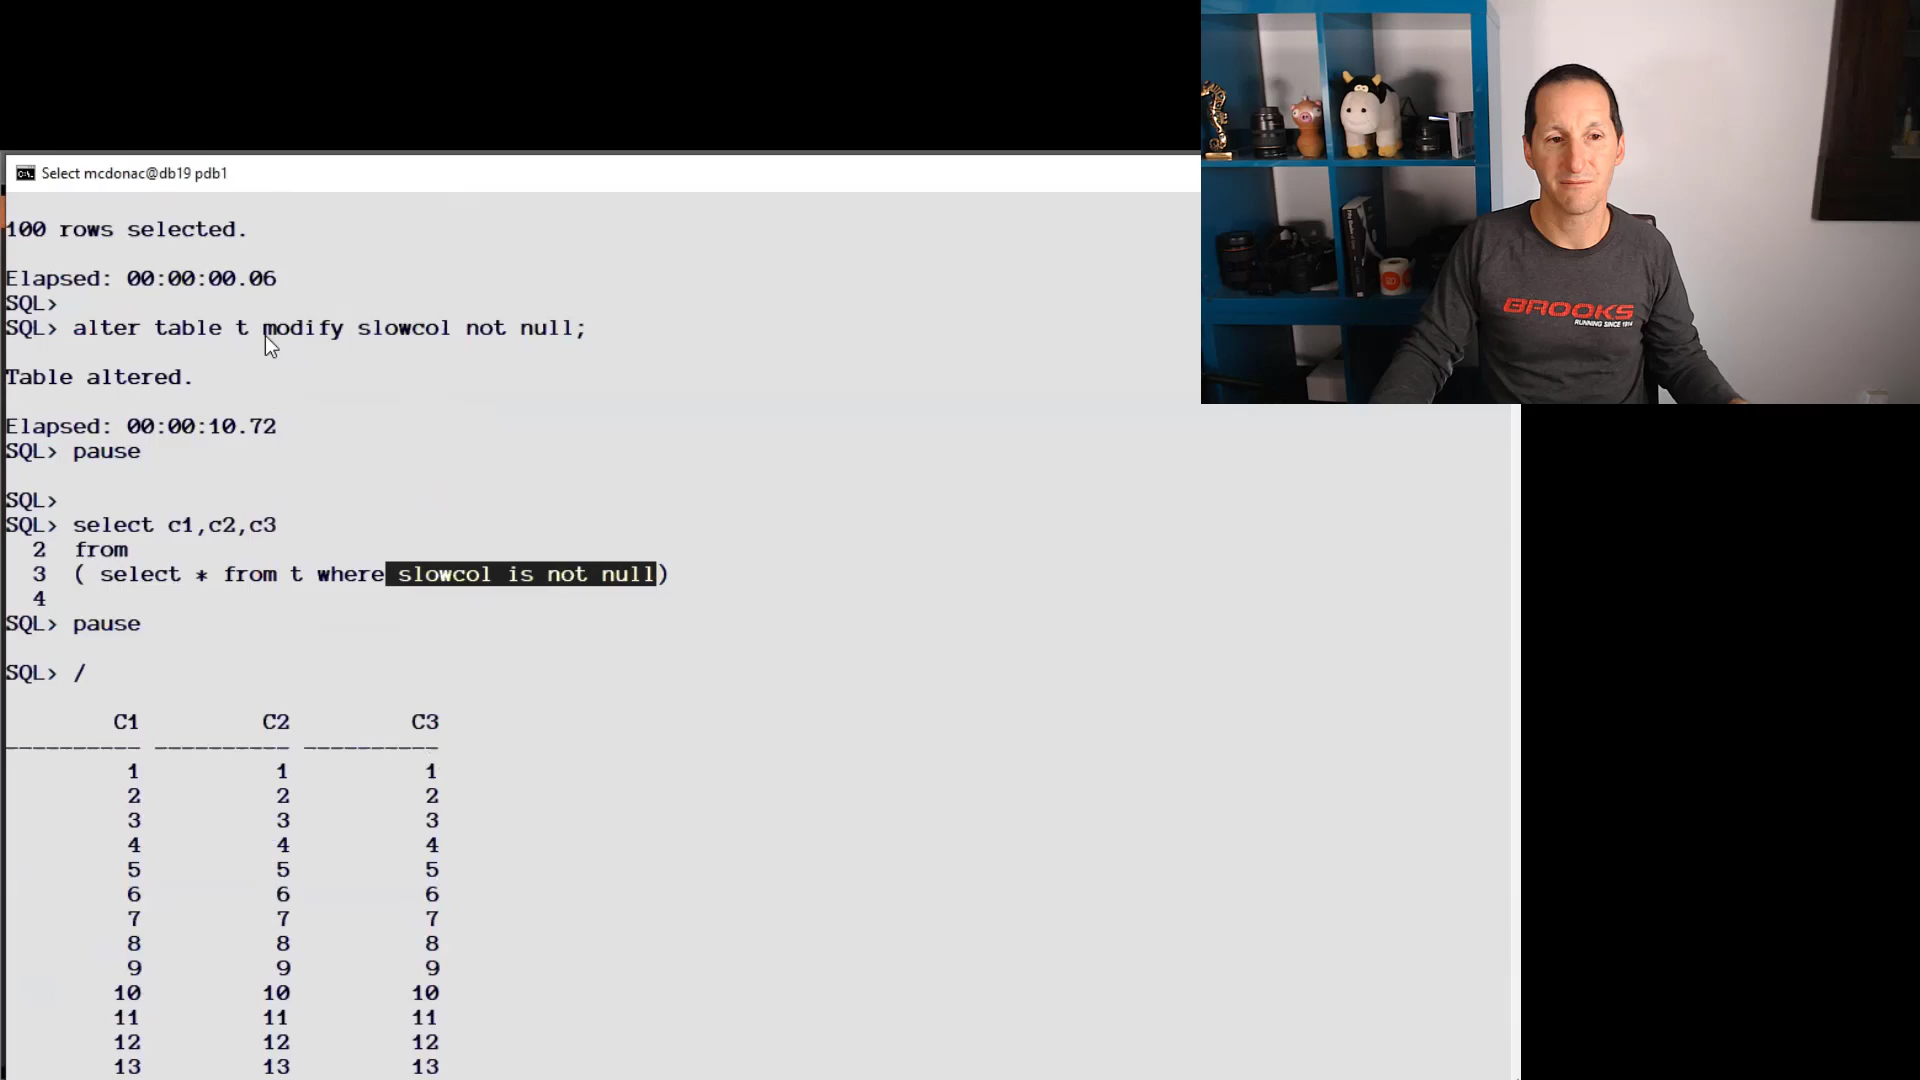 Select mcdonac@db19 pdb1
100 rows selected.
Elapsed: 00:00:00.06
SQL>
SQL> alter table t modify slowcol not null;
Table altered.
Elapsed: 00:00:10.72
SQL> pause
SQL>
SQL> select c1,c2,c3
2 from
3 ( select * from t where slowcol is not null)
4
SQL> pause
SQL> /
C1 C2 C3
---------- ---------- ----------
1 1 1
2 2 2
3 3 3
4 4 4
5 5 5
6 6 6
7 7 7
8 8 8
9 9 9
10 10 10
11 11 11
12 12 12
13 13 13
BROOKS
RUNNING SINCE 1914